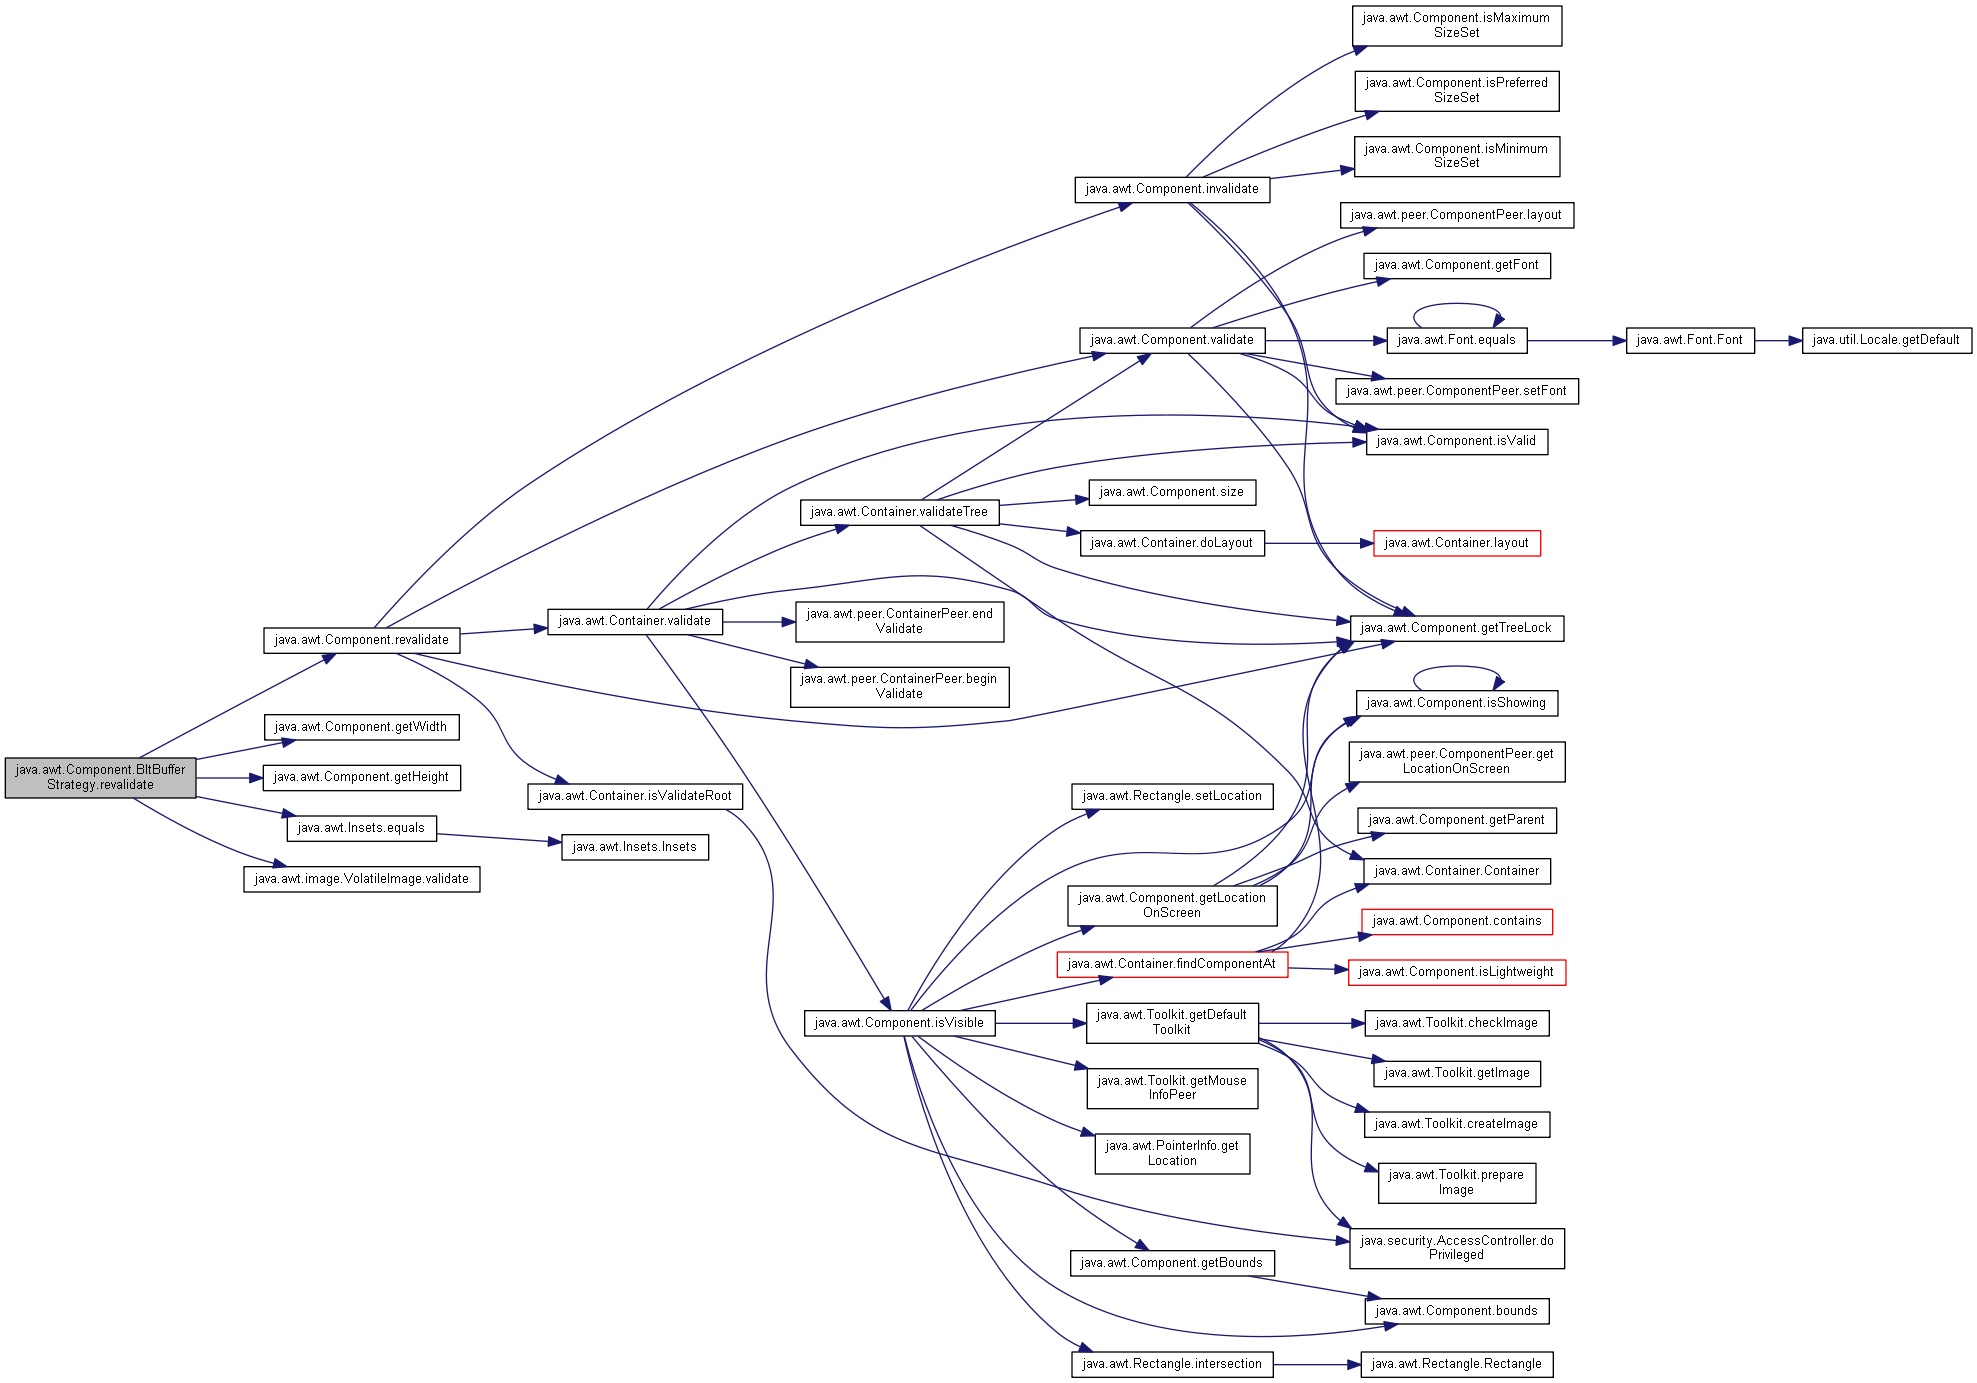 java.awt.Component.BltBuffer
Strategy.revalidate
java.awt.Component.revalidate
java.awt.Component.getWidth
java.awt.Component.getHeight
java.awt.Insets.equals
java.awt.image.VolatileImage.validate
java.awt.Container.validate
java.awt.Container.isValidateRoot
java.awt.Insets.Insets
java.awt.Container.validateTree
java.awt.peer.ContainerPeer.end
Validate
java.awt.peer.ContainerPeer.begin
Validate
java.awt.Component.isVisible
java.awt.Component.invalidate
java.awt.Component.validate
java.awt.Component.size
java.awt.Container.doLayout
java.awt.Rectangle.setLocation
java.awt.Component.getLocation
OnScreen
java.awt.Container.findComponentAt
java.awt.Toolkit.getDefault
Toolkit
java.awt.Toolkit.getMouse
InfoPeer
java.awt.PointerInfo.get
Location
java.awt.Component.getBounds
java.awt.Rectangle.intersection
java.awt.Component.isMaximum
SizeSet
java.awt.Component.isPreferred
SizeSet
java.awt.Component.isMinimum
SizeSet
java.awt.peer.ComponentPeer.layout
java.awt.Component.getFont
java.awt.Font.equals
java.awt.peer.ComponentPeer.setFont
java.awt.Component.isValid
java.awt.Container.layout
java.awt.Component.getTreeLock
java.awt.Component.isShowing
java.awt.peer.ComponentPeer.get
LocationOnScreen
java.awt.Component.getParent
java.awt.Container.Container
java.awt.Component.contains
java.awt.Component.isLightweight
java.awt.Toolkit.checkImage
java.awt.Toolkit.getImage
java.awt.Toolkit.createImage
java.awt.Toolkit.prepare
Image
java.security.AccessController.do
Privileged
java.awt.Component.bounds
java.awt.Rectangle.Rectangle
java.awt.Font.Font
java.util.Locale.getDefault